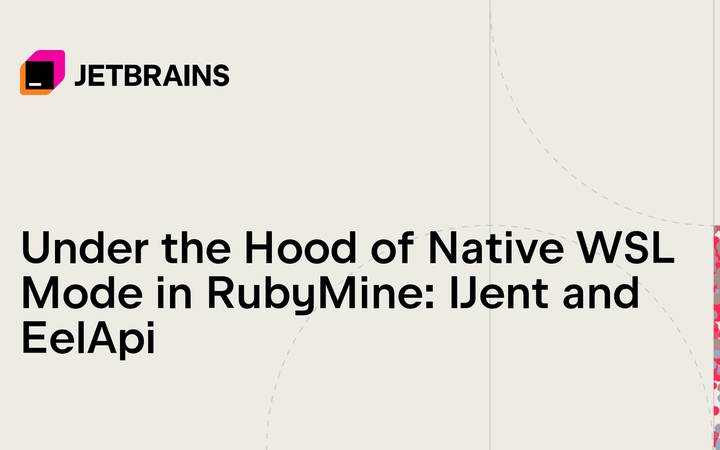 JETBRAINS
Under the Hood of Native WSL
Mode in RubyMine: IJent and
EelApi